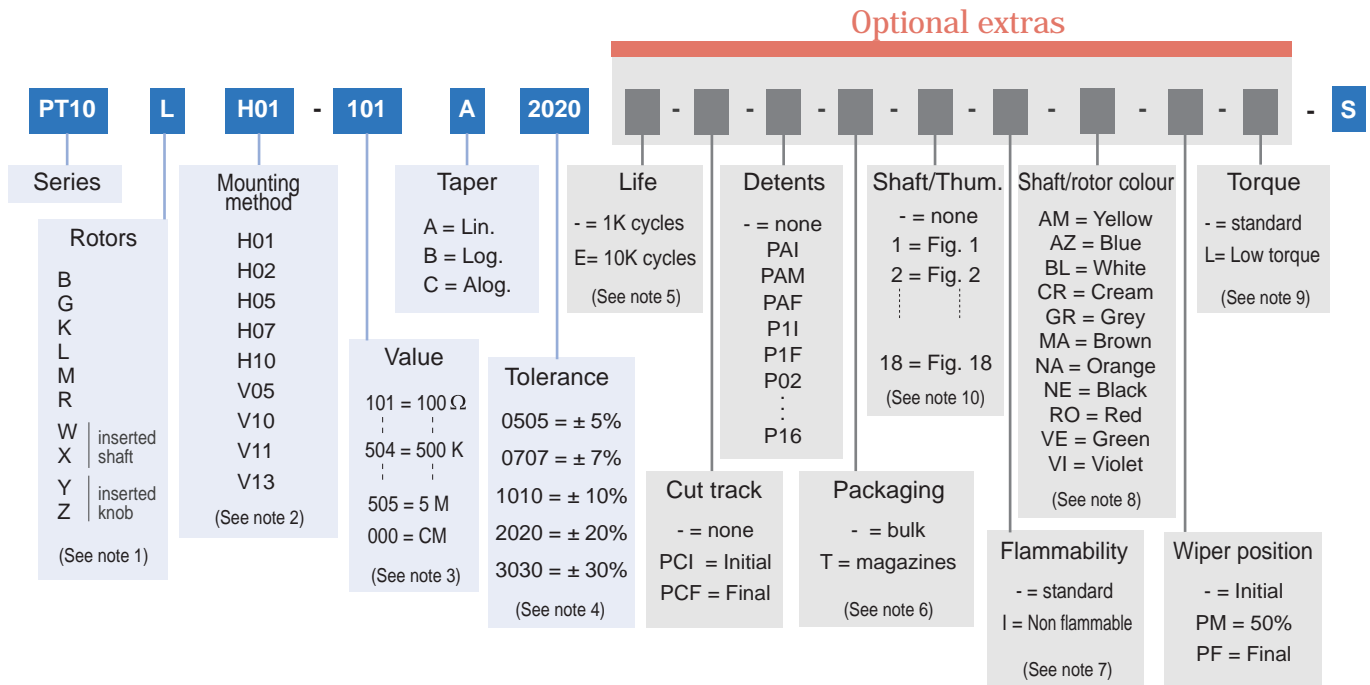 Optional extras
PT10 L H01 - 101 A 2020 - - - - - - - - - S
Series
Rotors
B
G
K
L
M
R
W
X
inserted
shaft
Y
Z
inserted
knob
(See note 1)
Mounting
method
H01
H02
H05
H07
H10
V05
V10
V11
V13
(See note 2)
Value
101 = 100 Ω
504 = 500 K
505 = 5 M
000 = CM
(See note 3)
Taper
A = Lin.
B = Log.
C = Alog.
Tolerance
0505 = ± 5%
0707 = ± 7%
1010 = ± 10%
2020 = ± 20%
3030 = ± 30%
(See note 4)
Life
- = 1K cycles
E= 10K cycles
(See note 5)
Cut track
- = none
PCI = Initial
PCF = Final
Detents
- = none
PAI
PAM
PAF
P1I
P1F
P02
:
P16
Packaging
- = bulk
T = magazines
(See note 6)
Shaft/Thum.
- = none
1 = Fig. 1
2 = Fig. 2
18 = Fig. 18
(See note 10)
Flammability
- = standard
I = Non flammable
(See note 7)
Shaft/rotor colour
AM = Yellow
AZ = Blue
BL = White
CR = Cream
GR = Grey
MA = Brown
NA = Orange
NE = Black
RO = Red
VE = Green
VI = Violet
(See note 8)
Wiper position
- = Initial
PM = 50%
PF = Final
Torque
- = standard
L= Low torque
(See note 9)